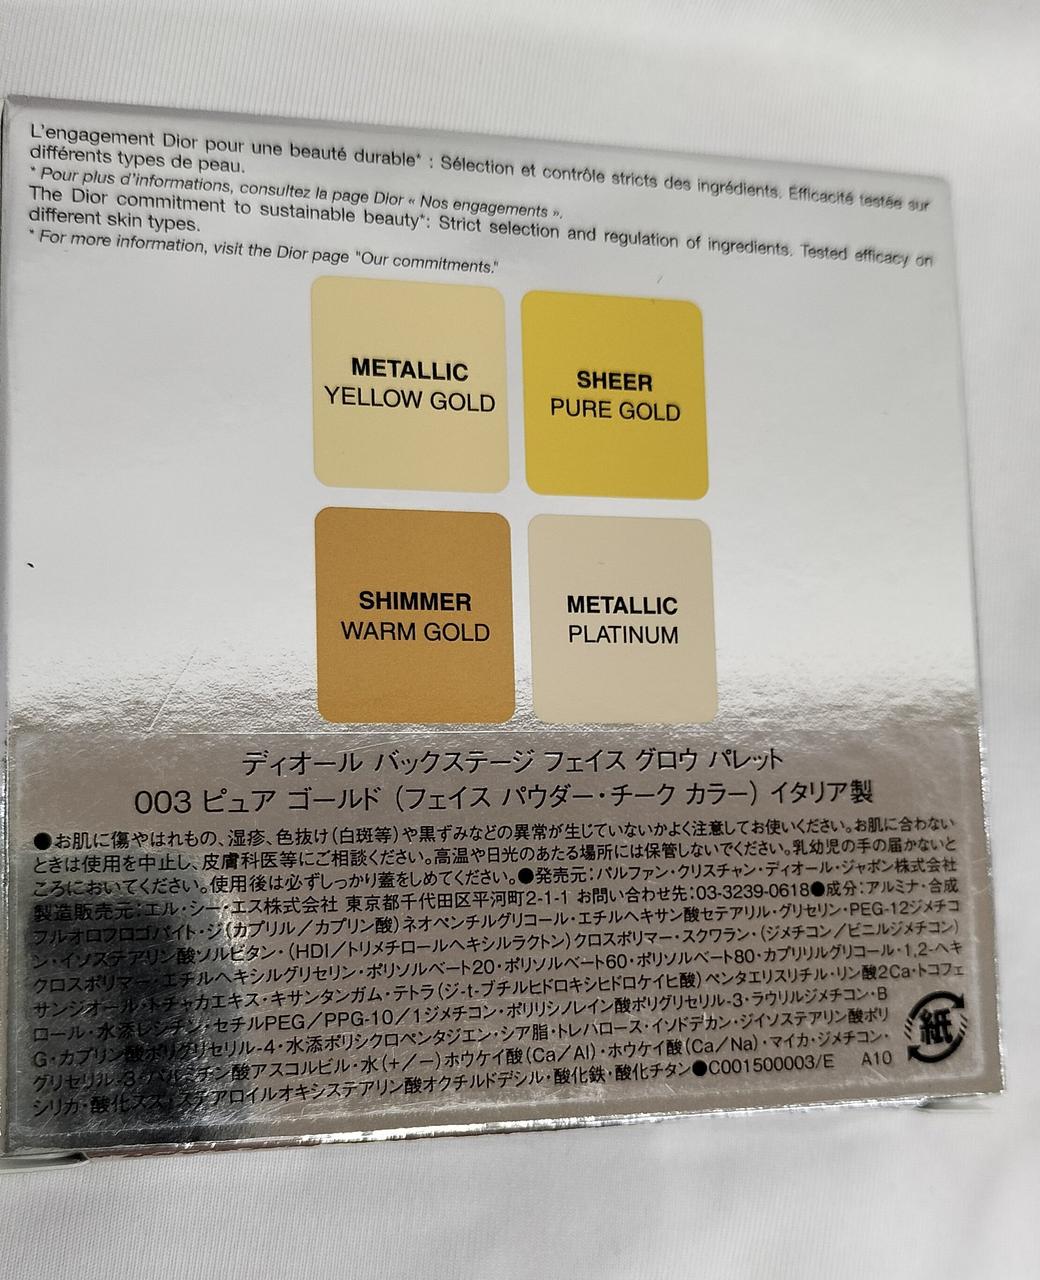 L'engagement Dior pour une beauté durable* : Sélection et contrôle stricts des ingrédients. Efficacité testée sur
différents types de peau.
* Pour plus d'informations, consultez la page Dior « Nos engagements ».
The Dior commitment to sustainable beauty*: Strict selection and regulation of ingredients. Tested efficacy on
different skin types.
* For more information, visit the Dior page "Our commitments."
METALLIC
YELLOW GOLD
SHEER
PURE GOLD
SHIMMER
WARM GOLD
METALLIC
PLATINUM
ディオール バックステージ フェイス グロウ パレット
003 ピュア ゴールド（フェイス パウダー・チーク カラー）イタリア製
●お肌に傷やはれもの、湿疹、色抜け（白斑等）や黒ずみなどの異常が生じていないかよく注意してお使いください。お肌に合わない
ときは使用を中止し、皮膚科医等にご相談ください。高温や日光のあたる場所には保管しないでください。乳幼児の手の届かないと
ころにおいてください。使用後は必ずしっかり蓋をしめてください。●発売元：パルファン・クリスチャン・ディオール・ジャポン株式会社
製造販売元：エル・シー・エス株式会社 東京都千代田区平河町2-1-1 お問い合わせ先：03-3239-0618●成分：アルミナ・合成
フルオロフロゴパイト・ジ（カプリル／カプリン酸）ネオペンチルグリコール・エチルヘキサン酸セテアリル・グリセリン・PEG-12ジメチコ
ン・イソステアリン酸ソルビタン・（HDI／トリメチロールヘキシルラクトン）クロスポリマー・スクワラン・（ジメチコン／ビニルジメチコン）
クロスポリマー・エチルヘキシルグリセリン・ポリソルベート20・ポリソルベート60・ポリソルベート80・カプリリルグリコール・1,2-ヘキ
サンジオール・トチャカエキス・キサンタンガム・テトラ（ジ-t-ブチルヒドロキシヒドロケイヒ酸）ペンタエリスリチル・リン酸2Ca・トコフェ
ロール・水添レシチン・セチルPEG／PPG-10／1ジメチコン・ポリリシノレイン酸ポリグリセリル-3・ラウリルジメチコン・B
G・カプリン酸ポリグリセリル-4・水添ポリシクロペンタジエン・シア脂・トレハロース・イソドデカン・ジイソステアリン酸ポリ
グリセリル-3・パルミチン酸アスコルビル・水（+／−）ホウケイ酸（Ca／Al）・ホウケイ酸（Ca／Na）・マイカ・ジメチコン・
シリカ・酸化スズ・ステアロイルオキシステアリン酸オクチルドデシル・酸化鉄・酸化チタン●C001500003/E A10
紙